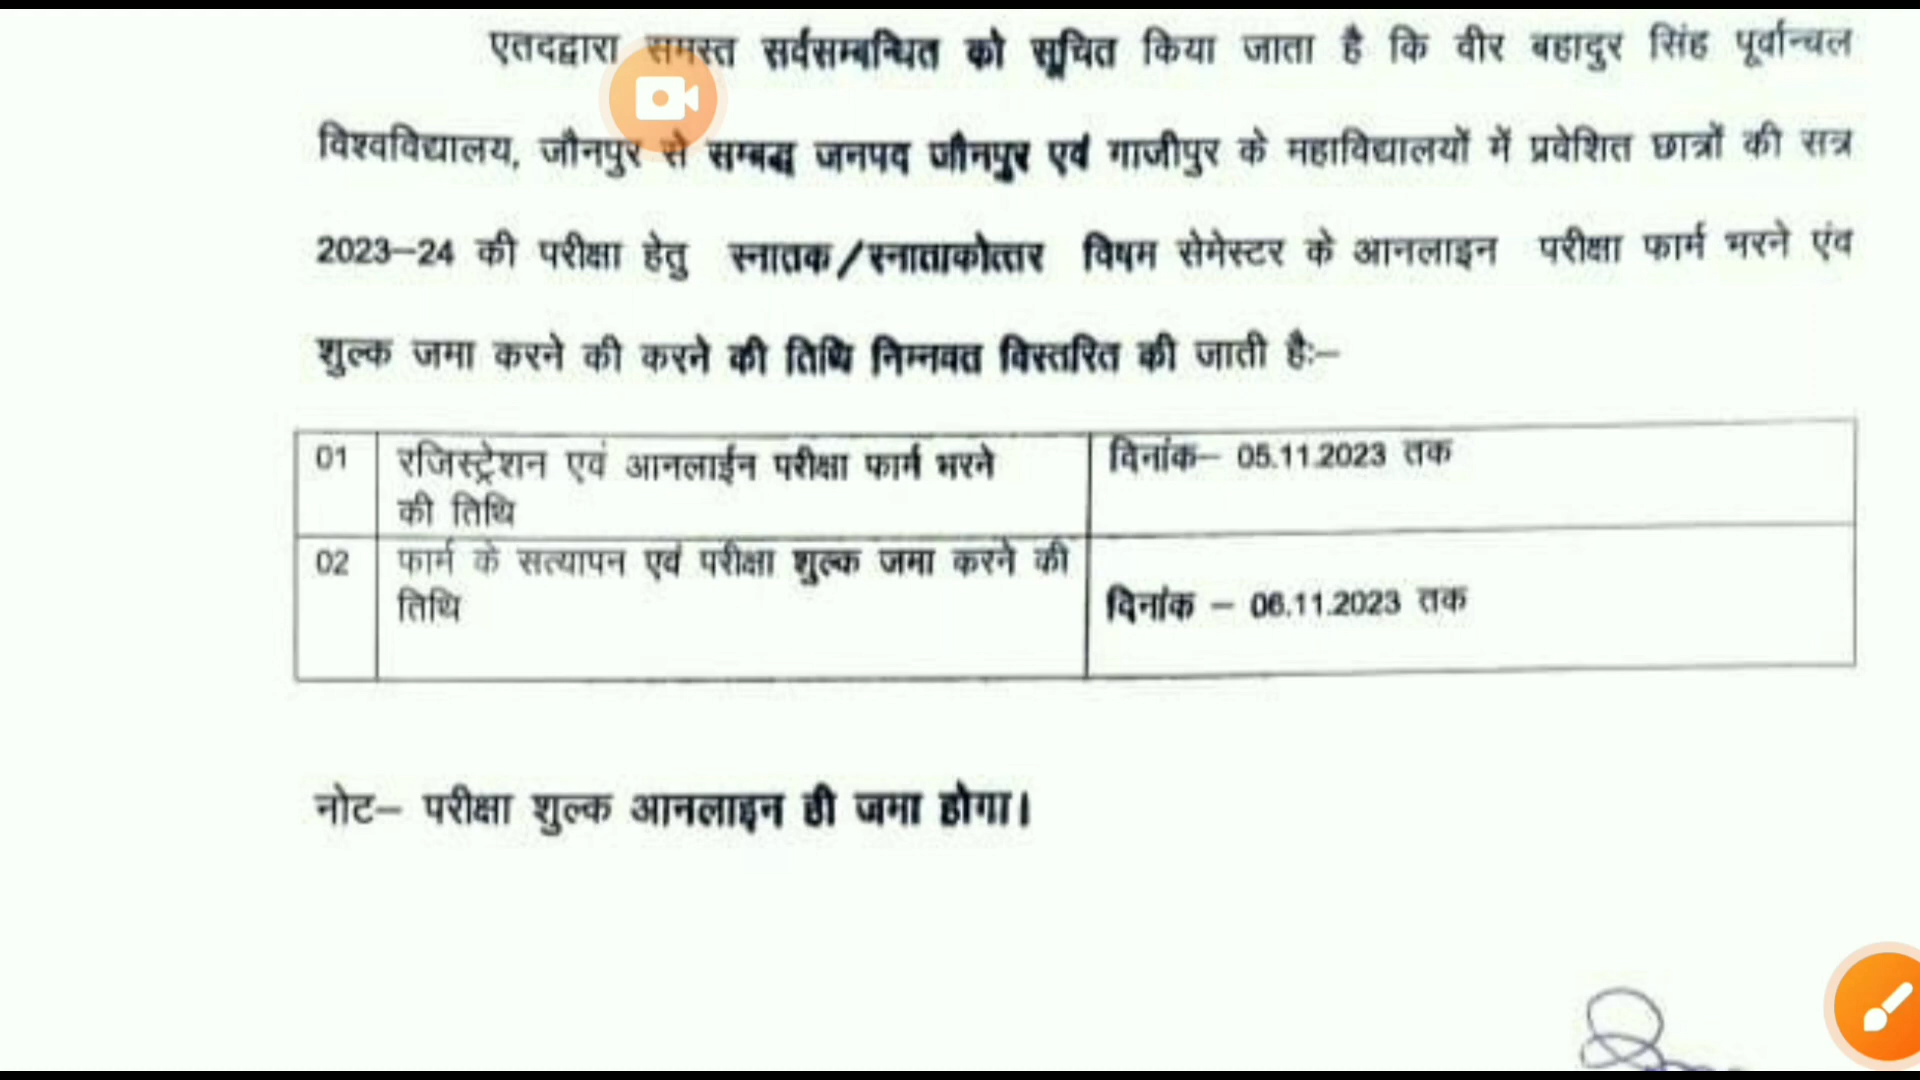 एतदद्वारा समस्त सर्वसम्बन्धित को सूचित किया जाता है कि वीर बहादुर सिंह पूर्वान्चल
विश्वविद्यालय, जौनपुर से सम्बद्ध जनपद जौनपुर एवं गाजीपुर के महाविद्यालयों में प्रवेशित छात्रों की सत्र
2023–24 की परीक्षा हेतु स्नातक/स्नाताकोत्तर विषम सेमेस्टर के आनलाइन परीक्षा फार्म भरने एंव
शुल्क जमा करने की करने की तिथि निम्नवत विस्तरित की जाती हैः–
01 रजिस्ट्रेशन एवं आनलाईन परीक्षा फार्म भरने दिनांक– 05.11.2023 तक
की तिथि
02 फार्म के सत्यापन एवं परीक्षा शुल्क जमा करने की
तिथि दिनांक – 06.11.2023 तक
नोट– परीक्षा शुल्क आनलाइन ही जमा होगा।